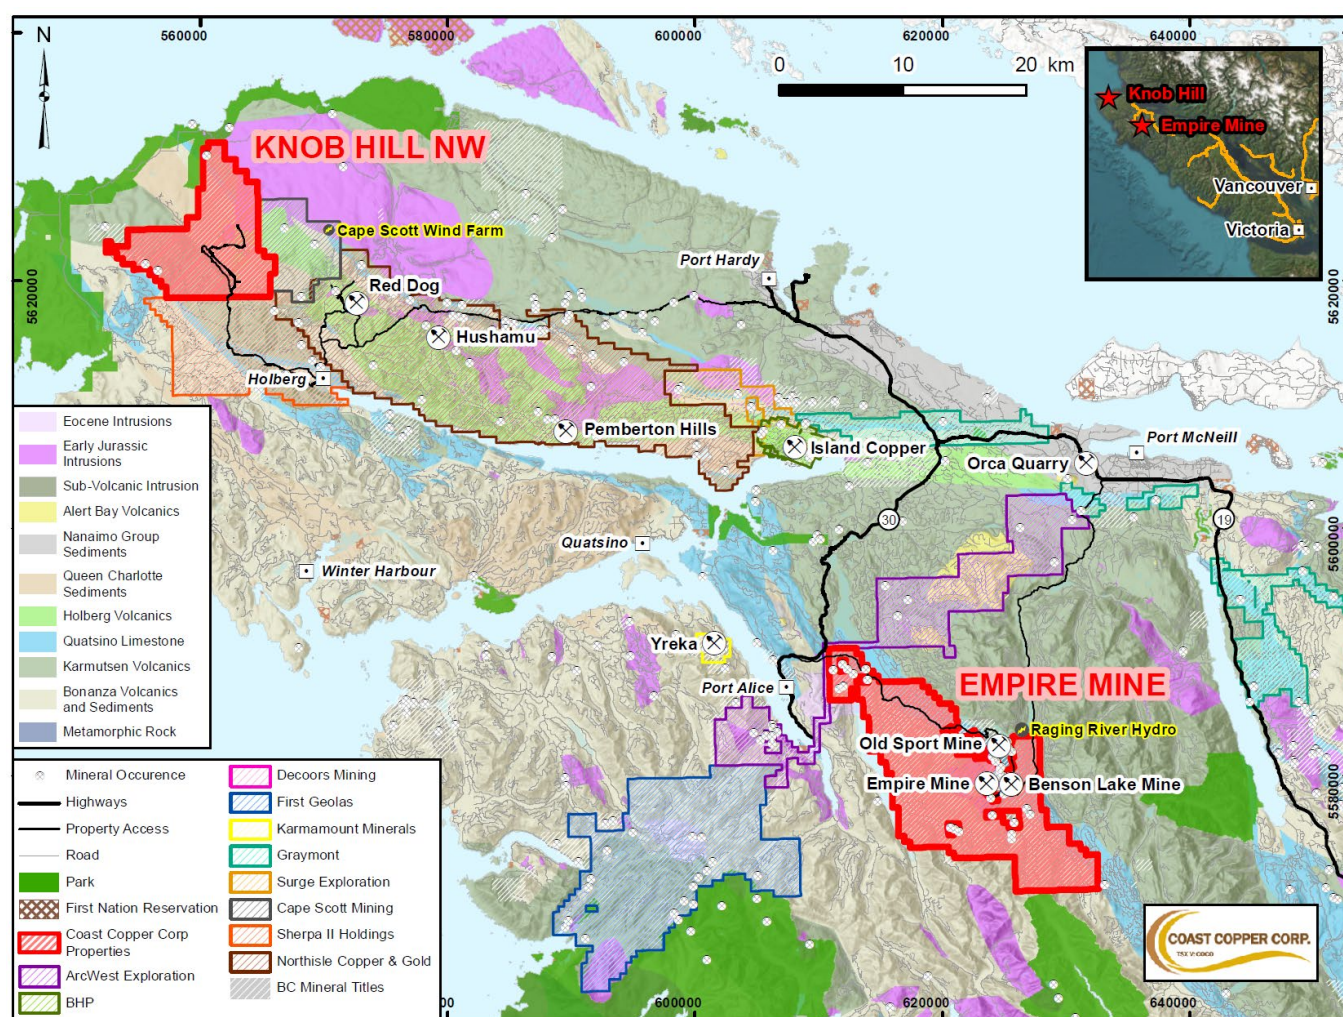 560000
580000
600000
620000
640000
N
0 10 20 km
Knob Hill
Empire Mine
Vancouver
Victoria
KNOB HILL NW
Cape Scott Wind Farm
Port Hardy
5620000
5620000
Red Dog
Hushamu
Holberg
Pemberton Hills
Island Copper
Port McNeill
Orca Quarry
30
19
Quatsino
Winter Harbour
5600000
Yreka
Port Alice
EMPIRE MINE
Raging River Hydro
Old Sport Mine
Empire Mine
Benson Lake Mine
5580000
Eocene Intrusions
Early Jurassic
Intrusions
Sub-Volcanic Intrusion
Alert Bay Volcanics
Nanaimo Group
Sediments
Queen Charlotte
Sediments
Holberg Volcanics
Quatsino Limestone
Karmutsen Volcanics
Bonanza Volcanics
and Sediments
Metamorphic Rock
Mineral Occurence
Highways
Property Access
Road
Park
First Nation Reservation
Coast Copper Corp
Properties
ArcWest Exploration
BHP
Decoors Mining
First Geolas
Karmamount Minerals
Graymont
Surge Exploration
Cape Scott Mining
Sherpa II Holdings
Northisle Copper & Gold
BC Mineral Titles
COAST COPPER CORP.
TSX V: COCO
600000
620000
640000